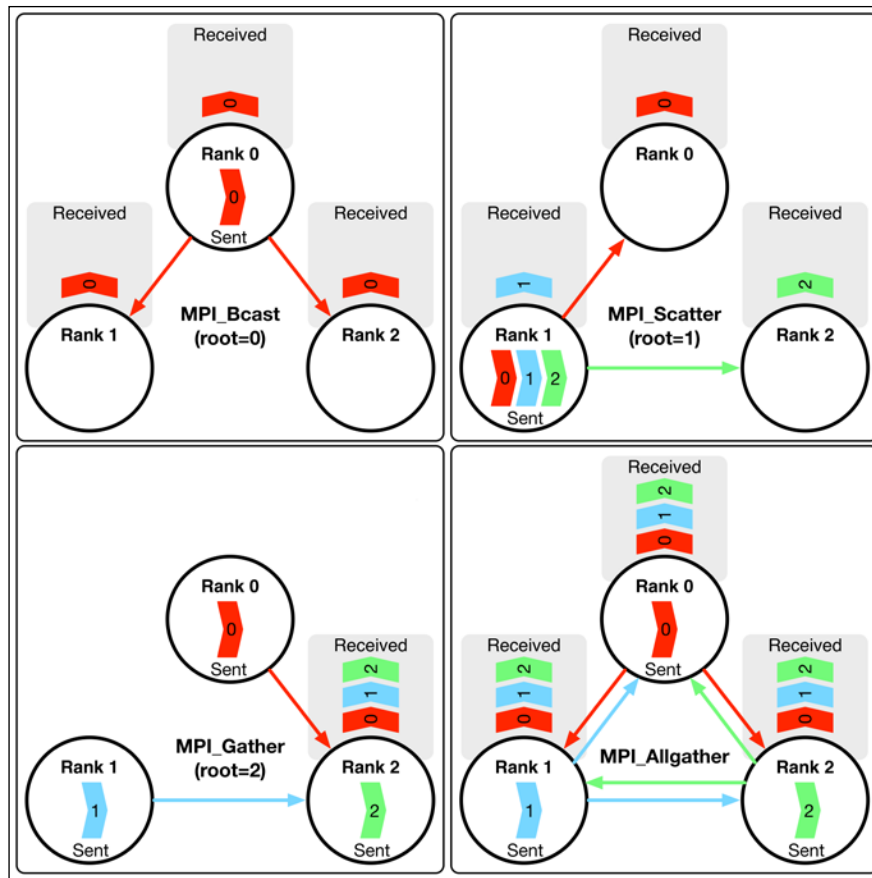 Received
0
Rank 0
0
Sent
Received
0
Received
0
Rank 1
MPI_Bcast
(root=0)
Rank 2
Received
0
Rank 0
Received
1
Received
2
Rank 1
0 1 2
Sent
MPI_Scatter
(root=1)
Rank 2
Rank 0
0
Sent
Received
2
1
0
Rank 1
1
Sent
MPI_Gather
(root=2)
Rank 2
2
Sent
Received
2
1
0
Rank 0
0
Sent
Received
2
1
0
Received
2
1
0
Rank 1
1
Sent
MPI_Allgather
Rank 2
2
Sent